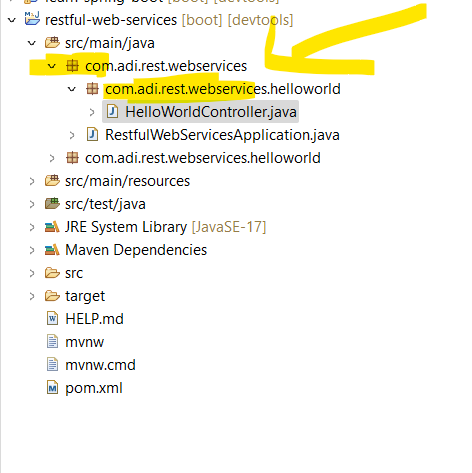 learn-spring-boot [boot] [devtools]
restful-web-services [boot] [devtools]
src/main/java
com.adi.rest.webservices
com.adi.rest.webservices.helloworld
HelloWorldController.java
RestfulWebServicesApplication.java
com.adi.rest.webservices.helloworld
src/main/resources
src/test/java
JRE System Library [JavaSE-17]
Maven Dependencies
src
target
HELP.md
mvnw
mvnw.cmd
pom.xml